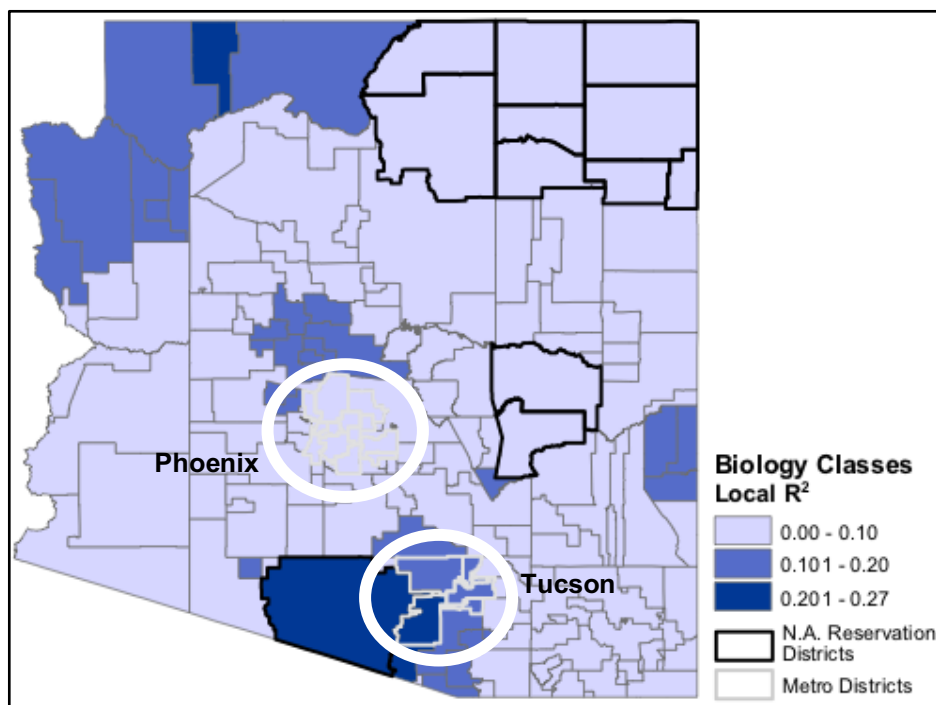 Phoenix
Tucson
Biology Classes
Local R²
0.00 - 0.10
0.101 - 0.20
0.201 - 0.27
N.A. Reservation
Districts
Metro Districts